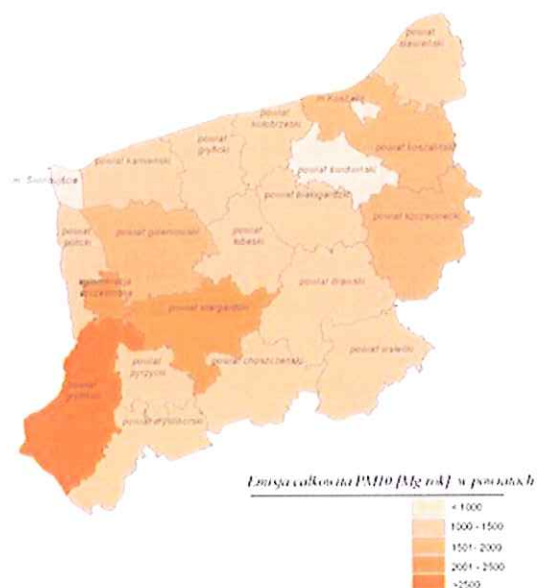 powiat
sławieński
m. Koszalin
powiat
kołobrzeski
powiat
gryficki
powiat koszaliński
powiat kamieński
powiat świdwiński
m. Świnoujście
powiat białogardzki
powiat szczecinecki
powiat
policki
powiat goleniowski
powiat
łobeski
aglomeracja
szczecińska
powiat drawski
powiat stargardzki
powiat wałecki
powiat
pyrzycki
powiat choszczeński
powiat
gryfiński
powiat myśliborski
Emisja całkowita PM10 [Mg/rok] w powiatach
< 1000
1000 - 1500
1501 - 2000
2001 - 2500
>2500